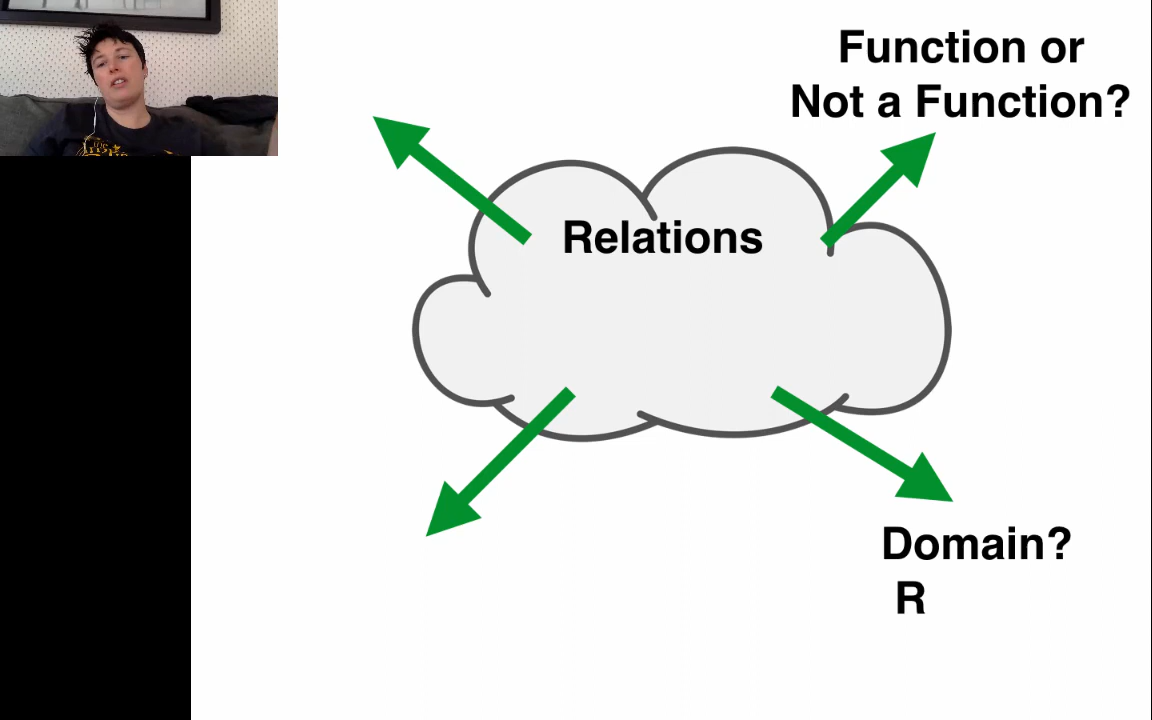 Function or
Not a Function?
Relations
Domain?
R